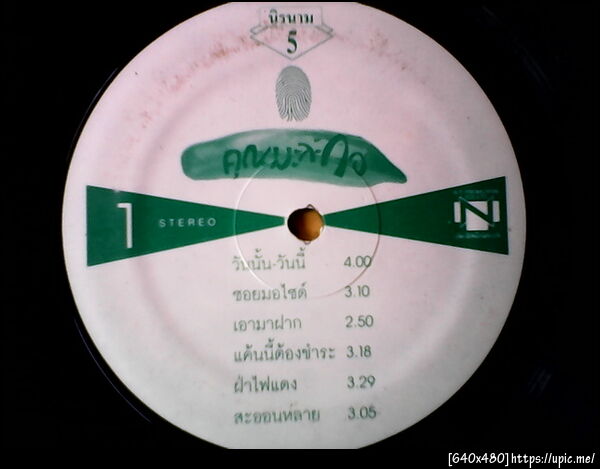 นิรนาม
5
คุณมะล๊ะใจ
1 STEREO
N
วันนั้น-วันนี้ 4.00
ซอยมอไซด์ 3.10
เอามาฝาก 2.50
แค้นนี้ต้องชำระ 3.18
ฝ่าไฟแดง 3.29
สะออนหลาย 3.05
[640x480]https://upic.me/